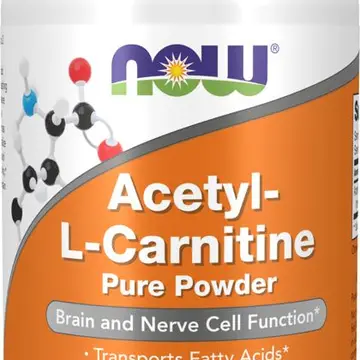 NOW®
Acetyl-
L-Carnitine
Pure Powder
Brain and Nerve Cell Function*
• Transports Fatty Acids*